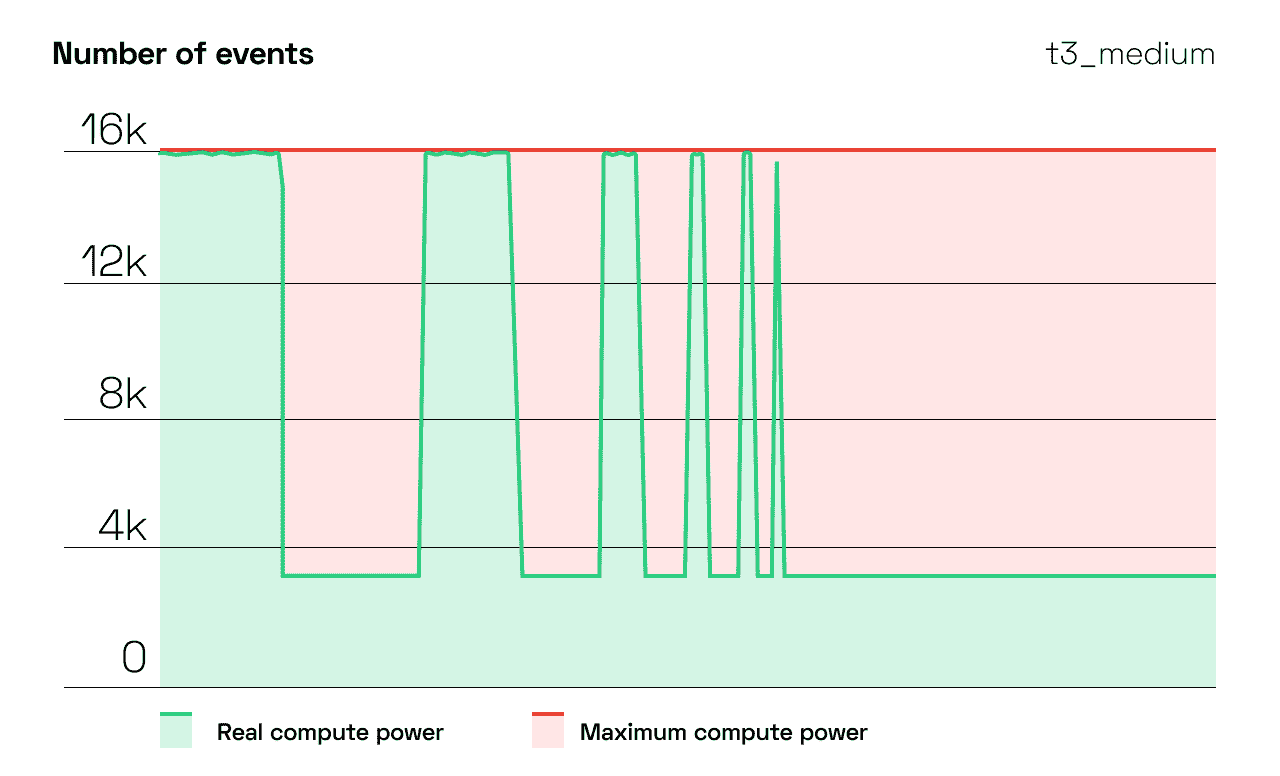 Number of events
t3_medium
16k
12k
8k
4k
0
Real compute power
Maximum compute power